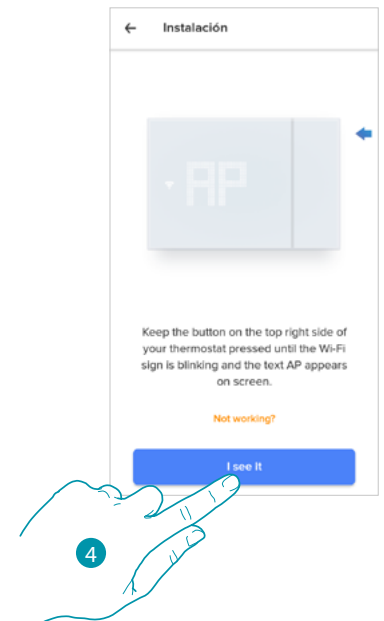 Instalación
AP
Keep the button on the top right side of
your thermostat pressed until the Wi-Fi
sign is blinking and the text AP appears
on screen.
Not working?
I see it
4